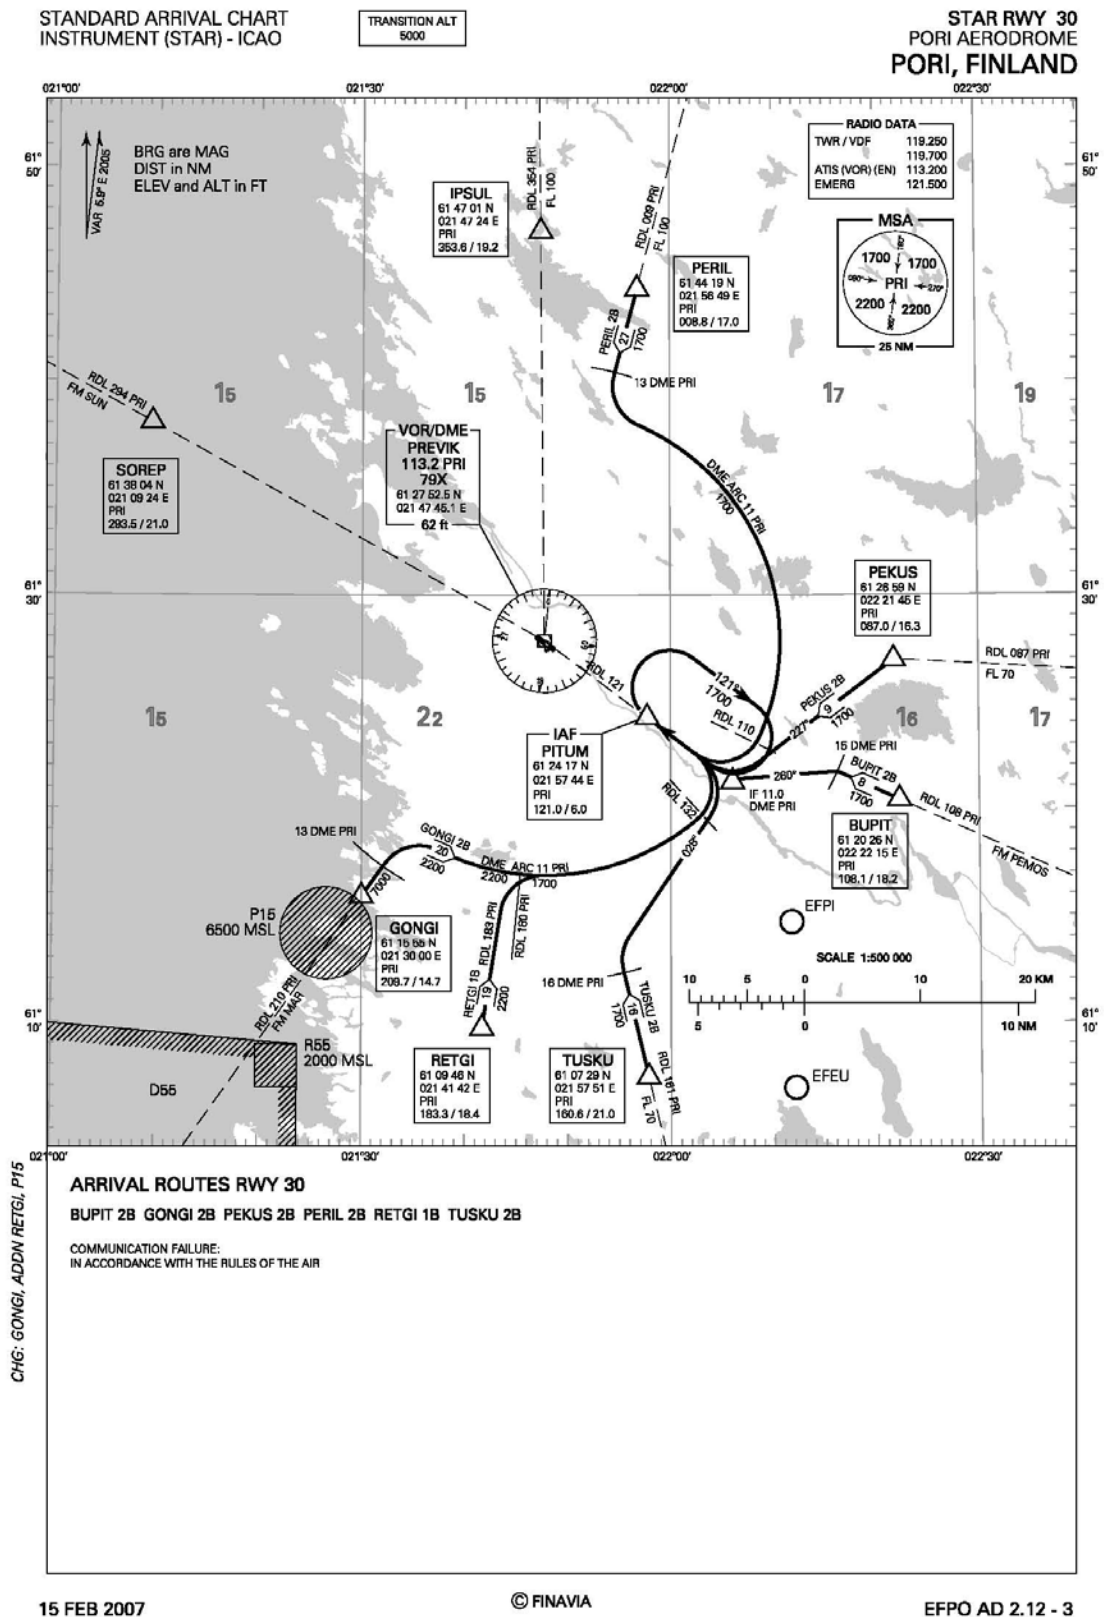 STANDARD ARRIVAL CHART
INSTRUMENT (STAR) - ICAO
TRANSITION ALT
5000
STAR RWY 30
PORI AERODROME
PORI, FINLAND
021°00'
021°30'
022°00'
022°30'
61°
50'
61°
50'
VAR 5.9° E 2005
BRG are MAG
DIST in NM
ELEV and ALT in FT
RADIO DATA
TWR / VDF 119.250
119.700
ATIS (VOR) (EN) 113.200
EMERG 121.500
MSA
1700
1700
PRI
2200
2200
25 NM
IPSUL
61 47 01 N
021 47 24 E
PRI
353.6 / 19.2
RDL 354 PRI
FL 100
RDL 009 PRI
FL 100
PERIL
61 44 19 N
021 56 49 E
PRI
008.8 / 17.0
PERIL 2B
27
1700
13 DME PRI
RDL 294 PRI
FM SUN
15
15
17
19
SOREP
61 38 04 N
021 09 24 E
PRI
293.5 / 21.0
VOR/DME
PREVIK
113.2 PRI
79X
61 27 52.5 N
021 47 45.1 E
62 ft
DME ARC 11 PRI
1700
61°
30'
61°
30'
PEKUS
61 26 59 N
022 21 45 E
PRI
087.0 / 16.3
RDL 087 PRI
FL 70
RDL 121
121°
1700
RDL 110
PEKUS 2B
9
1700
227°
15
22
16
17
IAF
PITUM
61 24 17 N
021 57 44 E
PRI
121.0 / 6.0
15 DME PRI
BUPIT 2B
8
1700
260°
IF 11.0
DME PRI
RDL 108 PRI
FM PEMOS
BUPIT
61 20 26 N
022 22 15 E
PRI
108.1 / 18.2
RDL 132
028°
13 DME PRI
GONGI 2B
20
2200
7000
DME ARC 11 PRI
2200
1700
P15
6500 MSL
GONGI
61 15 55 N
021 30 00 E
PRI
209.7 / 14.7
RDL 183 PRI
RDL 180 PRI
RETGI 1B
19
2200
EFPI
SCALE 1:500 000
10 0 10 20 KM
5 0 10 NM
16 DME PRI
TUSKU 2B
16
1700
RDL 210 PRI
FM MAR
61°
10'
61°
10'
R55
2000 MSL
D55
RETGI
61 09 46 N
021 41 42 E
PRI
183.3 / 18.4
TUSKU
61 07 29 N
021 57 51 E
PRI
160.6 / 21.0
RDL 161 PRI
FL 70
EFEU
021°00'
021°30'
022°00'
022°30'
ARRIVAL ROUTES RWY 30
BUPIT 2B GONGI 2B PEKUS 2B PERIL 2B RETGI 1B TUSKU 2B
COMMUNICATION FAILURE:
IN ACCORDANCE WITH THE RULES OF THE AIR
CHG: GONGI, ADDN RETGI, P15
15 FEB 2007
© FINAVIA
EFPO AD 2.12 - 3